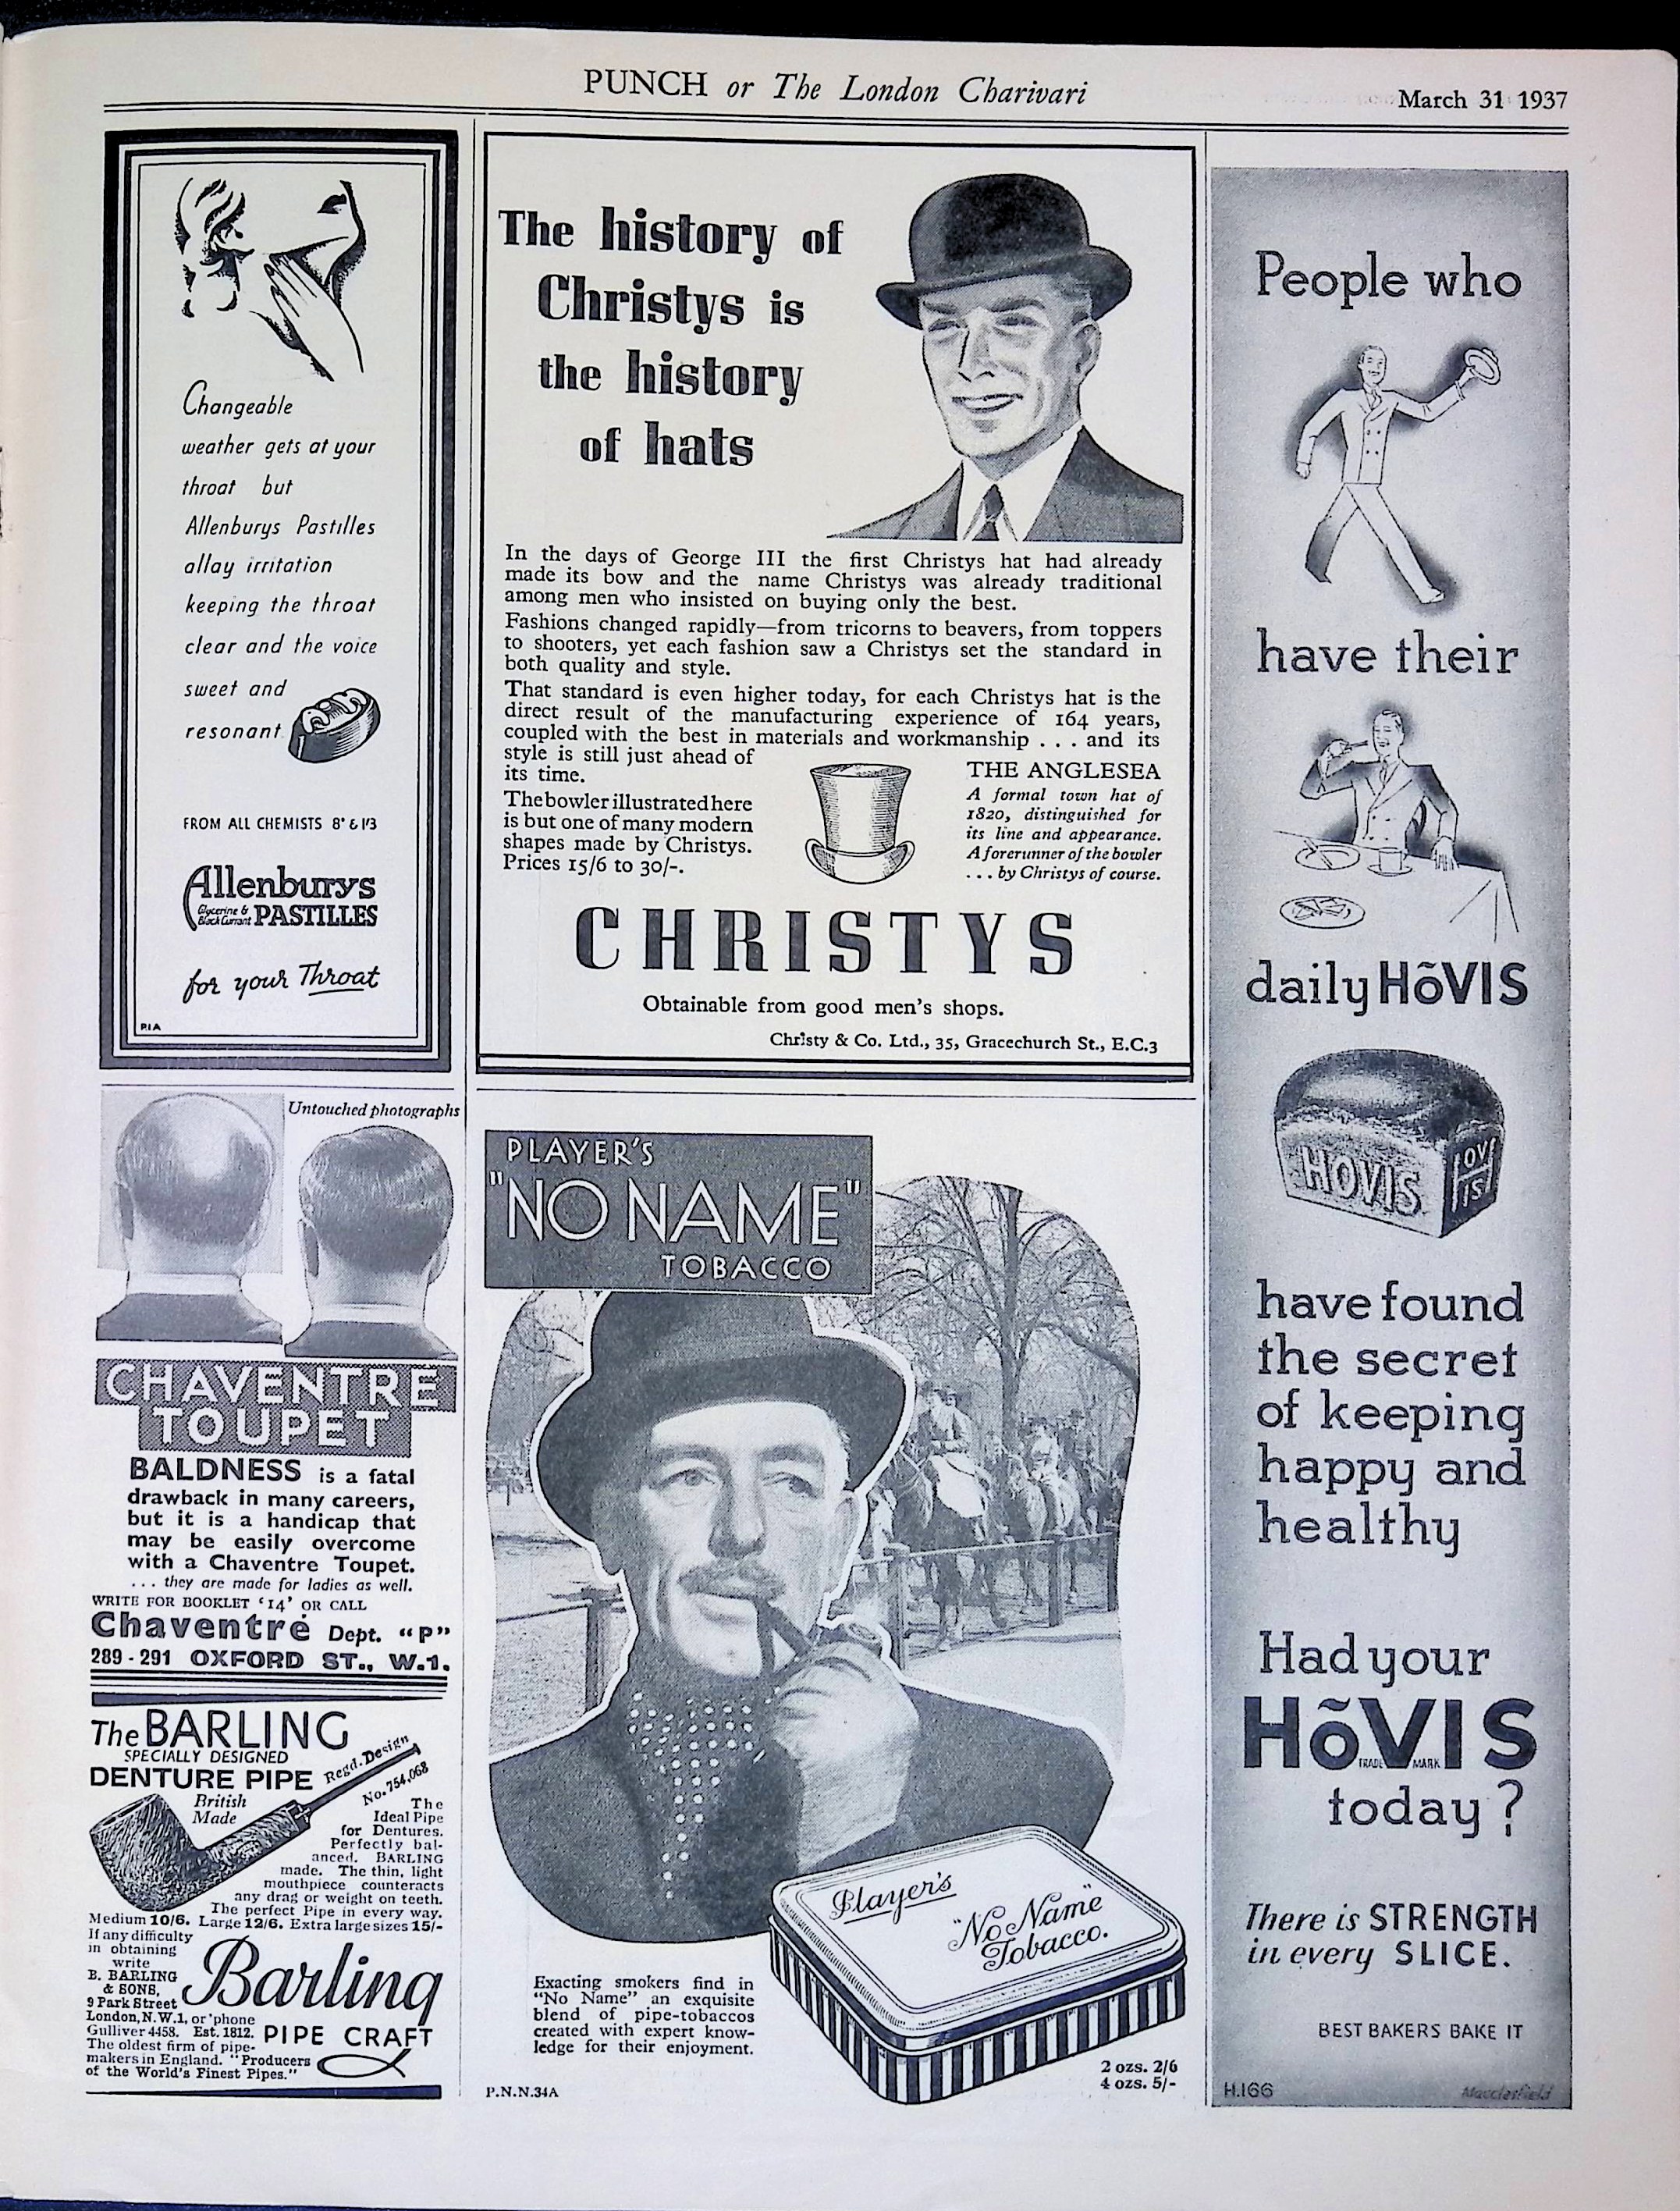 PUNCH or The London Charivari
March 31 1937
Changeable
weather gets at your
throat but
Allenburys Pastilles
allay irritation
keeping the throat
clear and the voice
sweet and
resonant
FROM ALL CHEMISTS 8ᴰ & 1/3
Allenburys
Glycerine &
Black Currant PASTILLES
for your Throat
P.I.A
The history of
Christys is
the history
of hats
In the days of George III the first Christys hat had already
made its bow and the name Christys was already traditional
among men who insisted on buying only the best.
Fashions changed rapidly—from tricorns to beavers, from toppers
to shooters, yet each fashion saw a Christys set the standard in
both quality and style.
That standard is even higher today, for each Christys hat is the
direct result of the manufacturing experience of 164 years,
coupled with the best in materials and workmanship . . . and its
style is still just ahead of
its time.
The bowler illustrated here
is but one of many modern
shapes made by Christys.
Prices 15/6 to 30/-.
THE ANGLESEA
A formal town hat of
1820, distinguished for
its line and appearance.
A forerunner of the bowler
. . . by Christys of course.
CHRISTYS
Obtainable from good men's shops.
Christy & Co. Ltd., 35, Gracechurch St., E.C.3
Untouched photographs
CHAVENTRE
TOUPET
BALDNESS is a fatal
drawback in many careers,
but it is a handicap that
may be easily overcome
with a Chaventre Toupet.
. . . they are made for ladies as well.
WRITE FOR BOOKLET ‘14’ OR CALL
Chaventré Dept. “P”
289-291 OXFORD ST., W.1.
The BARLING
SPECIALLY DESIGNED
DENTURE PIPE
Regd. Design
No. 754,068
British
Made
The
Ideal Pipe
for Dentures.
Perfectly bal-
anced. BARLING
made. The thin, light
mouthpiece counteracts
any drag or weight on teeth.
The perfect Pipe in every way.
Medium 10/6. Large 12/6. Extra large sizes 15/-
If any difficulty
in obtaining
write
B. BARLING
& SONS,
9 Park Street
London, N.W.1, or 'phone
Gulliver 4458. Est. 1812.
The oldest firm of pipe-
makers in England. “Producers
of the World's Finest Pipes.”
Barling
PIPE CRAFT
PLAYER'S
"NO NAME"
TOBACCO
Player's
"No Name"
Tobacco.
Exacting smokers find in
“No Name” an exquisite
blend of pipe-tobaccos
created with expert know-
ledge for their enjoyment.
2 ozs. 2/6
4 ozs. 5/-
P.N.N.34A
People who
have their
daily HõVIS
HOVIS
OV
IS
have found
the secret
of keeping
happy and
healthy
Had your
HõVIS
TRADE MARK
today?
There is STRENGTH
in every SLICE.
BEST BAKERS BAKE IT
H.166
Macclesfield